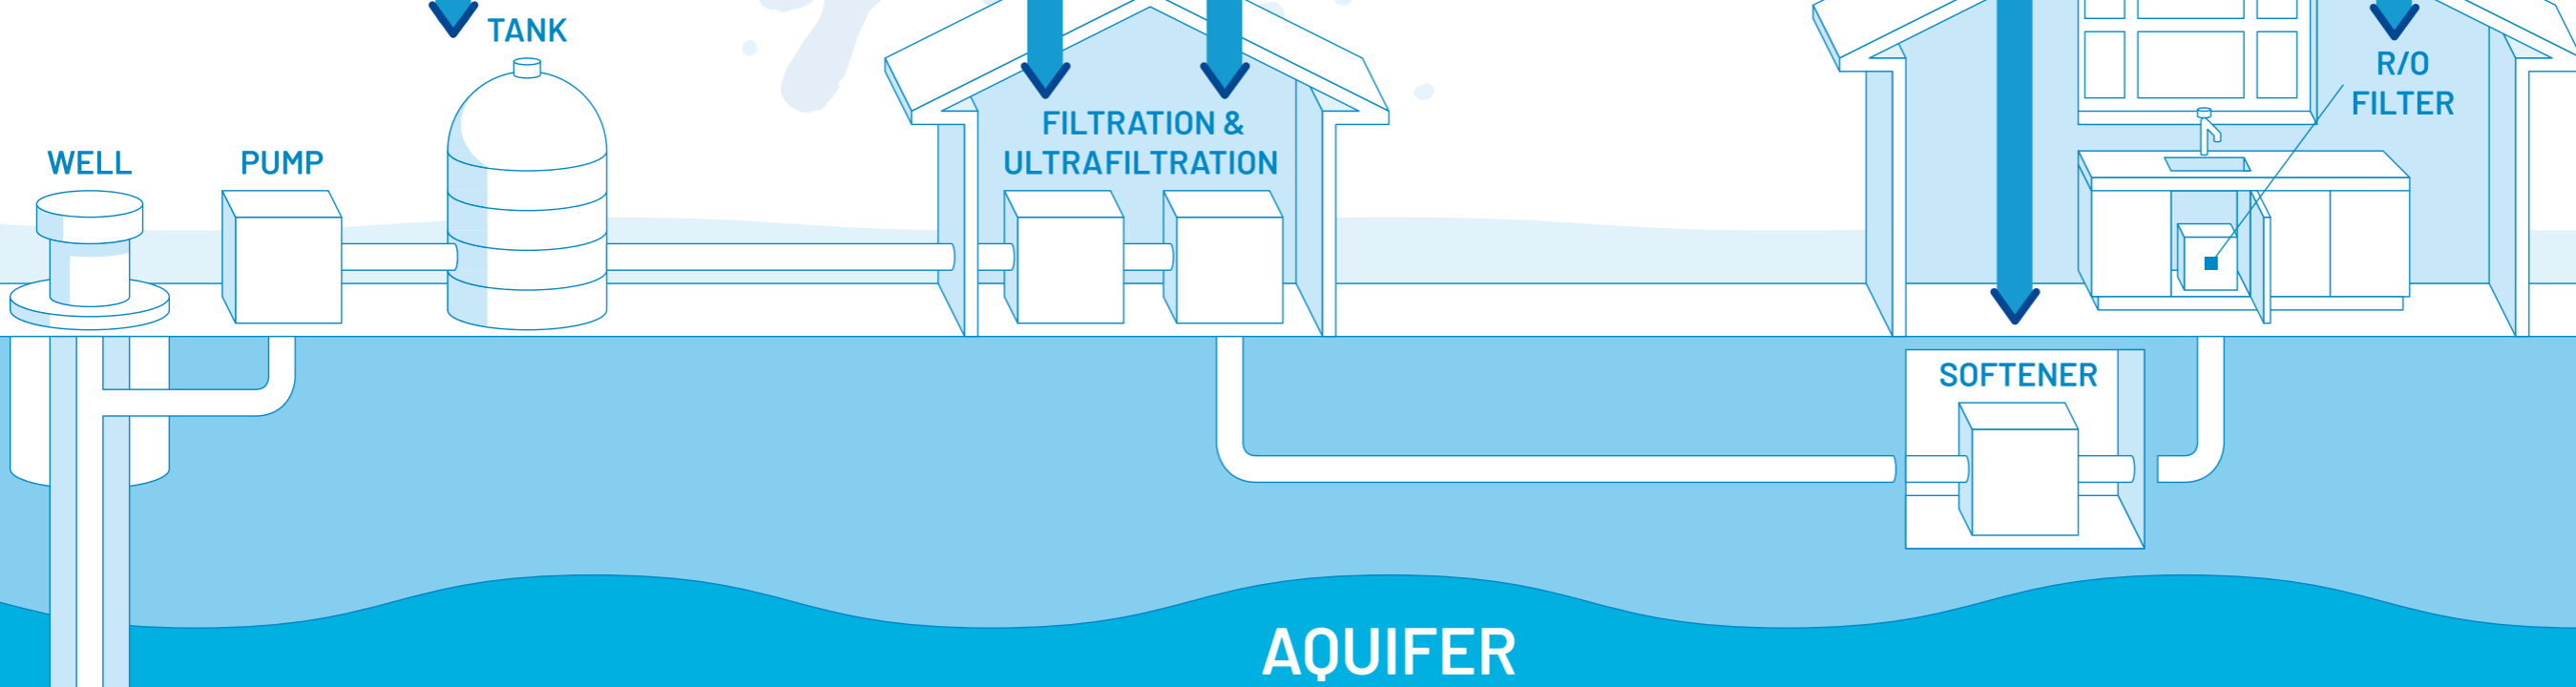 TANK
WELL
PUMP
FILTRATION &
ULTRAFILTRATION
R/O
FILTER
SOFTENER
AQUIFER